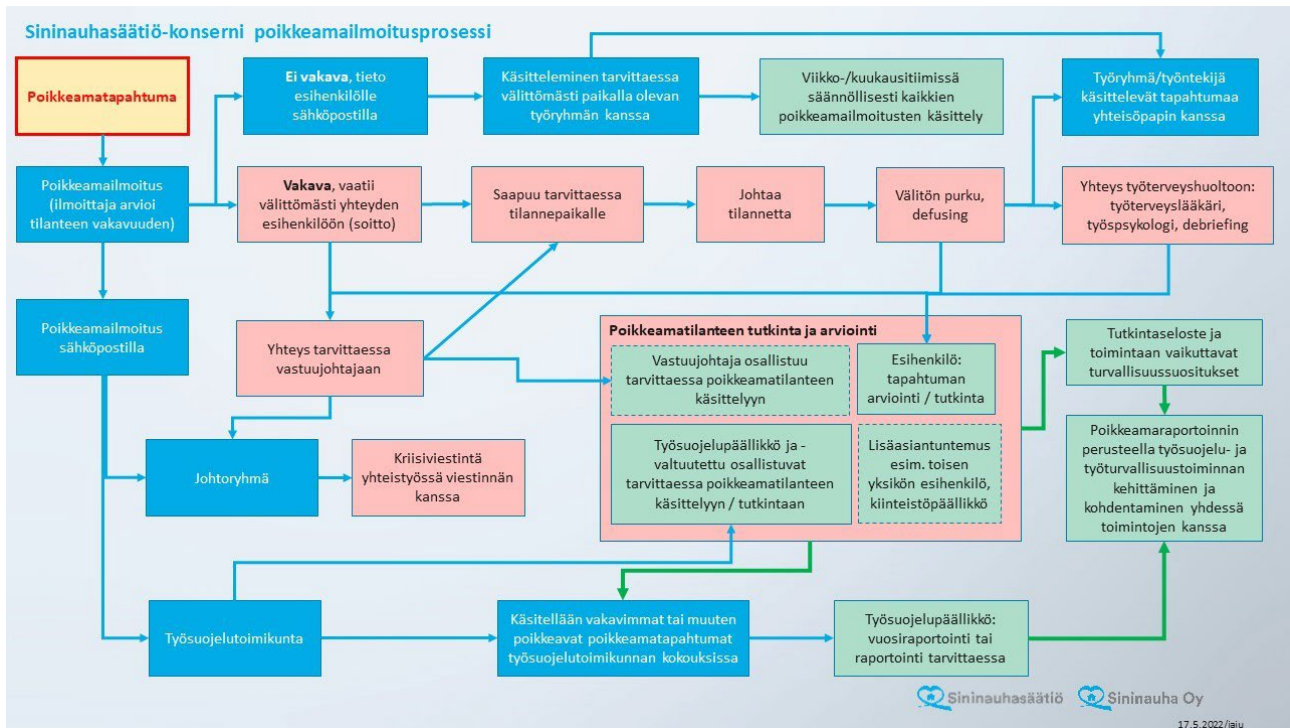 Sininauhasäätiö-konserni poikkeamailmoitusprosessi
Poikkeamatapahtuma
Ei vakava, tieto
esihenkilölle
sähköpostilla
Käsitteleminen tarvittaessa
välittömästi paikalla olevan
työryhmän kanssa
Viikko-/kuukausitiimissä
säännöllisesti kaikkien
poikkeamailmoitusten käsittely
Työryhmä/työntekijä
käsittelevät tapahtumaa
yhteisöpapin kanssa
Poikkeamailmoitus
(ilmoittaja arvioi
tilanteen vakavuuden)
Vakava, vaatii
välittömästi yhteyden
esihenkilöön (soitto)
Saapuu tarvittaessa
tilannepaikalle
Johtaa
tilannetta
Välitön purku,
defusing
Yhteys työterveyshuoltoon:
työterveyslääkäri,
työspsykologi, debriefing
Poikkeamailmoitus
sähköpostilla
Yhteys tarvittaessa
vastuujohtajaan
Poikkeamatilanteen tutkinta ja arviointi
Vastuujohtaja osallistuu
tarvittaessa poikkeamatilanteen
käsittelyyn
Esihenkilö:
tapahtuman
arviointi / tutkinta
Työsuojelupäällikkö ja -
valtuutettu osallistuvat
tarvittaessa poikkeamatilanteen
käsittelyyn / tutkintaan
Lisäasiantuntemus
esim. toisen
yksikön esihenkilö,
kiinteistöpäällikkö
Tutkintaseloste ja
toimintaan vaikuttavat
turvallisuussuositukset
Poikkeamaraportoinnin
perusteella työsuojelu- ja
työturvallisuustoiminnan
kehittäminen ja
kohdentaminen yhdessä
toimintojen kanssa
Johtoryhmä
Kriisiviestintä
yhteistyössä viestinnän
kanssa
Työsuojelutoimikunta
Käsitellään vakavimmat tai muuten
poikkeavat poikkeamatapahtumat
työsuojelutoimikunnan kokouksissa
Työsuojelupäällikkö:
vuosiraportointi tai
raportointi tarvittaessa
Sininauhasäätiö
Sininauha Oy
17.5.2022/jaju